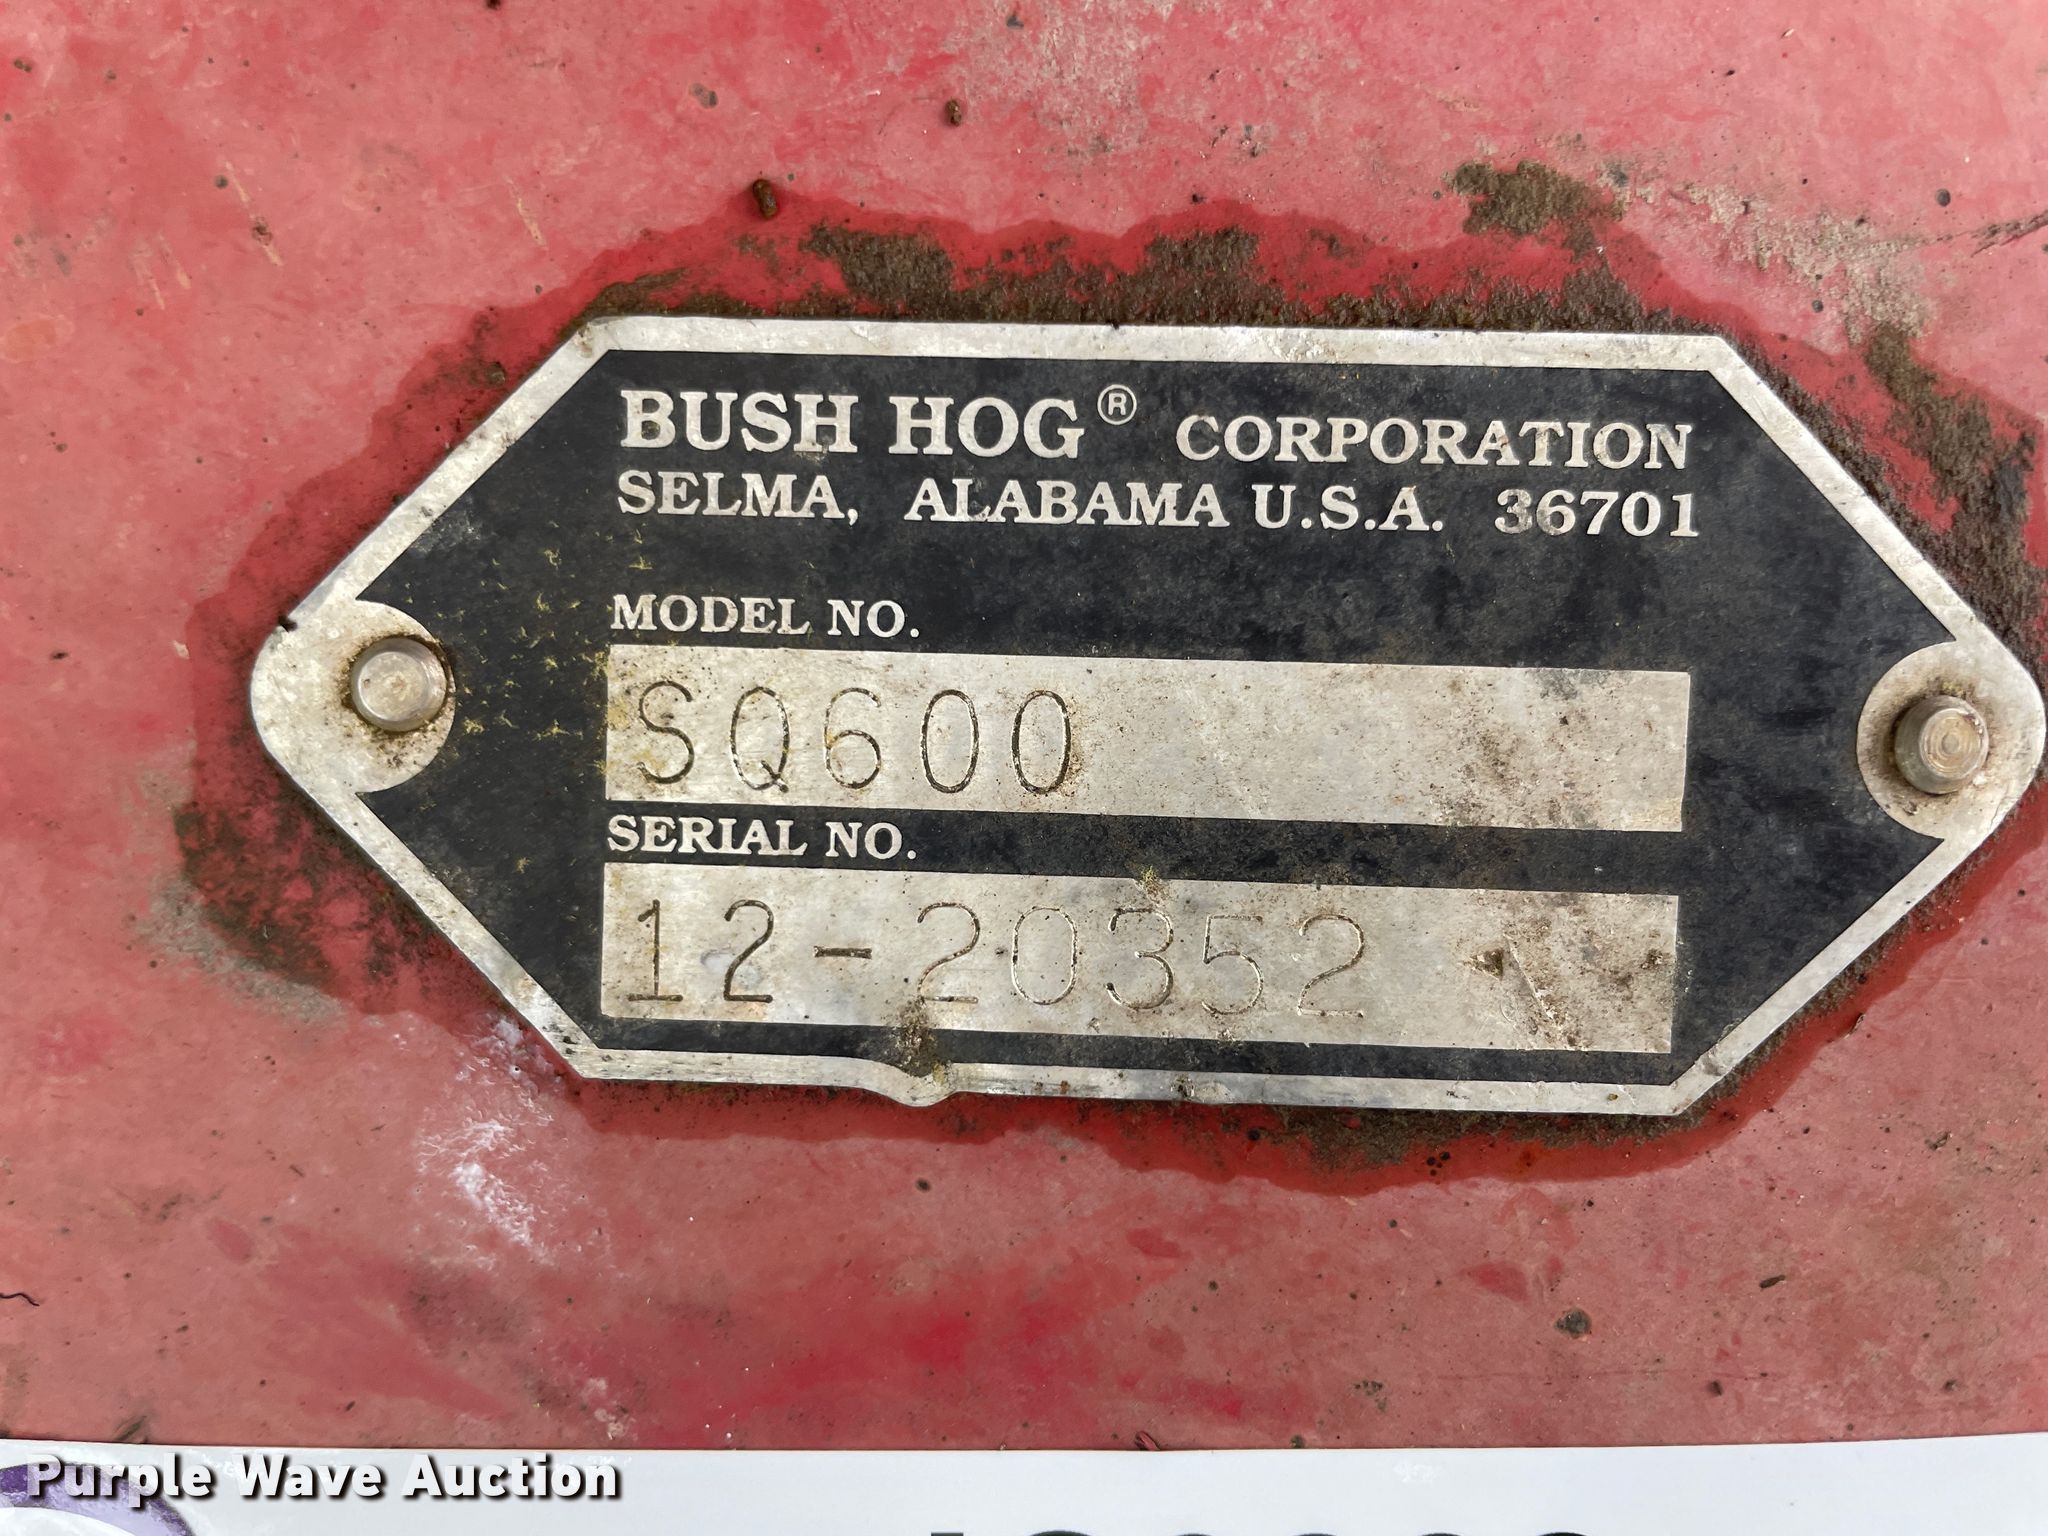 BUSH HOG® CORPORATION
SELMA, ALABAMA U.S.A. 36701
MODEL NO.
SQ600
SERIAL NO.
12-20352
Purple Wave Auction